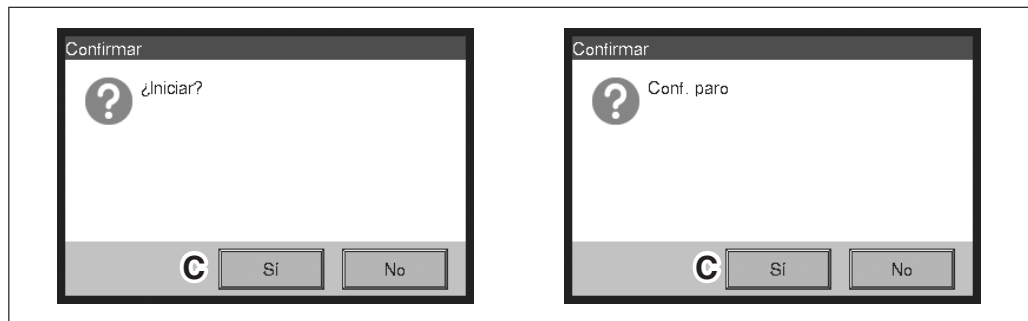 Confirmar
¿Iniciar?
C Sí No
Confirmar
Conf. paro
C Sí No